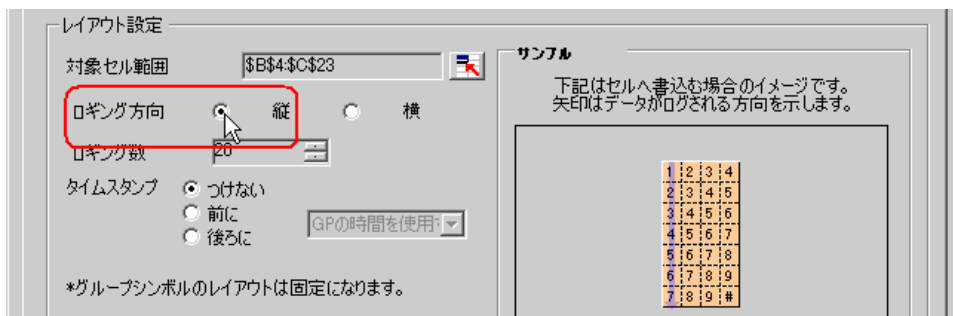 レイアウト設定
対象セル範囲 $B$4:$C$23
ロギング方向 縦 横
ロギング数 20
タイムスタンプ つけない
前に GPの時間を使用
後ろに
*グループシンボルのレイアウトは固定になります。
サンプル
下記はセルへ書込む場合のイメージです。
矢印はデータがログされる方向を示します。
1 2 3 4
2 3 4 5
3 4 5 6
4 5 6 7
5 6 7 8
6 7 8 9
7 8 9 #